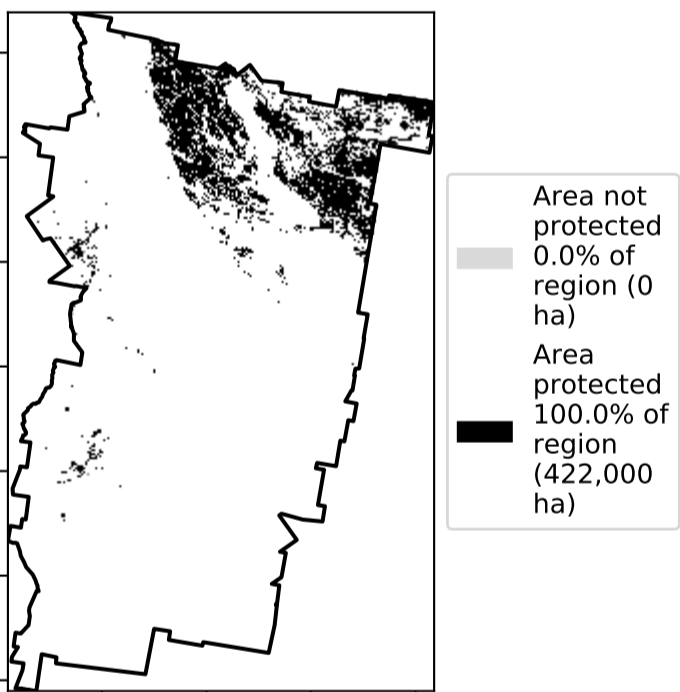 Area not
protected
0.0% of
region (0
ha)
Area
protected
100.0% of
region
(422,000
ha)